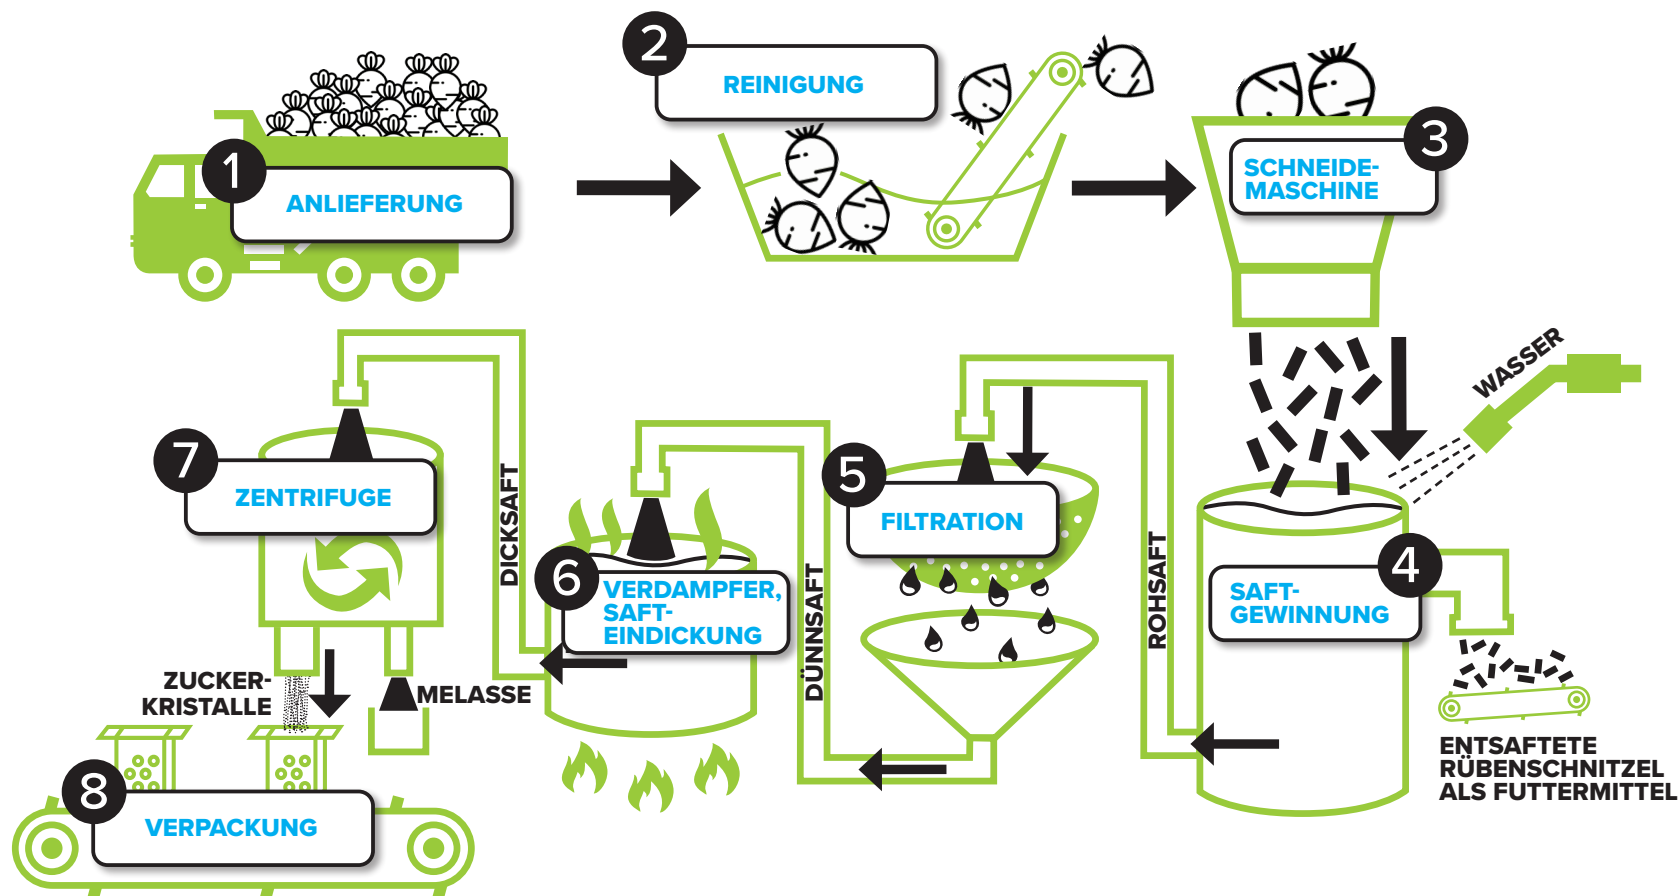 1
ANLIEFERUNG
2
REINIGUNG
3
SCHNEIDE-
MASCHINE
WASSER
4
SAFT-
GEWINNUNG
ENTSAFTETE
RÜBENSCHNITZEL
ALS FUTTERMITTEL
ROHSAFT
5
FILTRATION
DÜNNSAFT
6
VERDAMPFER,
SAFT-
EINDICKUNG
DICKSAFT
7
ZENTRIFUGE
ZUCKER-
KRISTALLE
MELASSE
8
VERPACKUNG